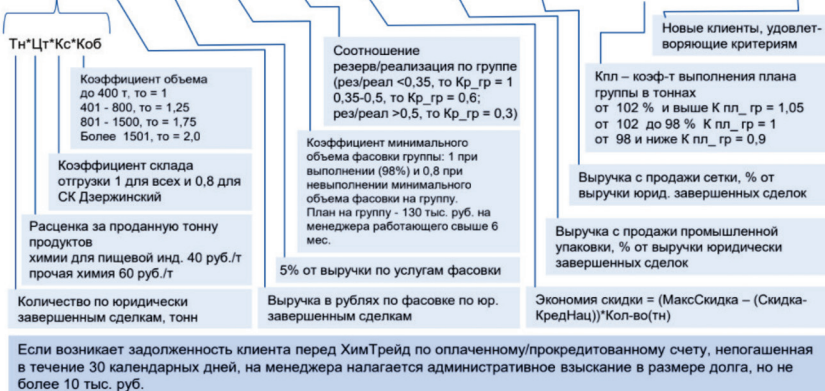 Тн*Цт*Кс*Коб
Коэффициент объема
до 400 т, то = 1
401 - 800, то = 1,25
801 - 1500, то = 1,75
Более 1501, то = 2,0
Коэффициент склада
отгрузки 1 для всех и 0,8 для
СК Дзержинский
Расценка за проданную тонну
продуктов
химии для пищевой инд. 40 руб./т
прочая химия 60 руб./т
Количество по юридически
завершенным сделкам, тонн
Соотношение
резерв/реализация по группе
(рез/реал <0,35, то Кр_гр = 1
0,35-0,5, то Кр_гр = 0,6;
рез/реал >0,5, то Кр_гр = 0,3)
Коэффициент минимального
объема фасовки группы: 1 при
выполнении (98%) и 0,8 при
невыполнении минимального
объема фасовки на группу.
План на группу - 130 тыс. руб. на
менеджера работающего свыше 6
мес.
5% от выручки по услугам фасовки
Выручка в рублях по фасовке по юр.
завершенным сделкам
Новые клиенты, удовлет-
воряющие критериям
Кпл – коэф-т выполнения плана
группы в тоннах
от 102 % и выше К пл_ гр = 1,05
от 102 до 98 % К пл_ гр = 1
от 98 и ниже К пл_ гр = 0,9
Выручка с продажи сетки, % от
выручки юрид. завершенных сделок
Выручка с продажи промышленной
упаковки, % от выручки юридически
завершенных сделок
Экономия скидки = (МаксСкидка – (Скидка-
КредНац))*Кол-во(тн)
Если возникает задолженность клиента перед ХимТрейд по оплаченному/прокредитованному счету, непогашенная
в течение 30 календарных дней, на менеджера налагается административное взыскание в размере долга, но не
более 10 тыс. руб.